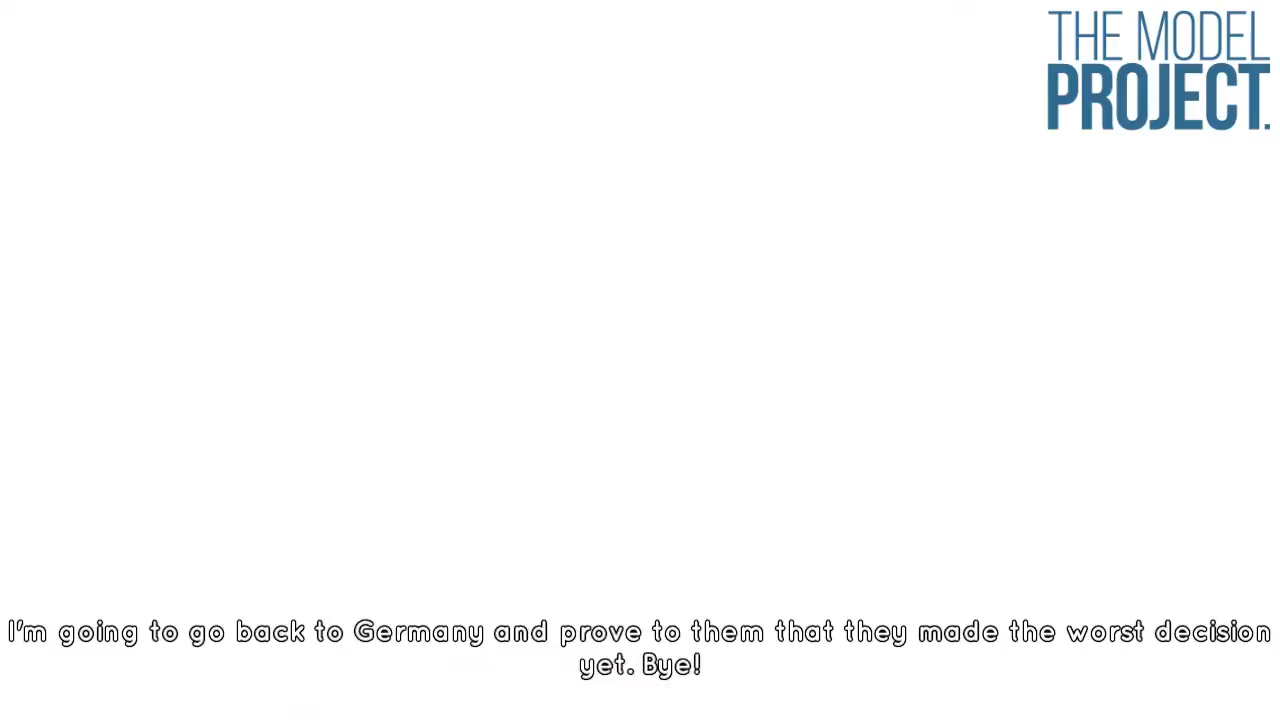 THE MODEL
PROJECT.
I'm going to go back to Germany and prove to them that they made the worst decision
yet. Bye!